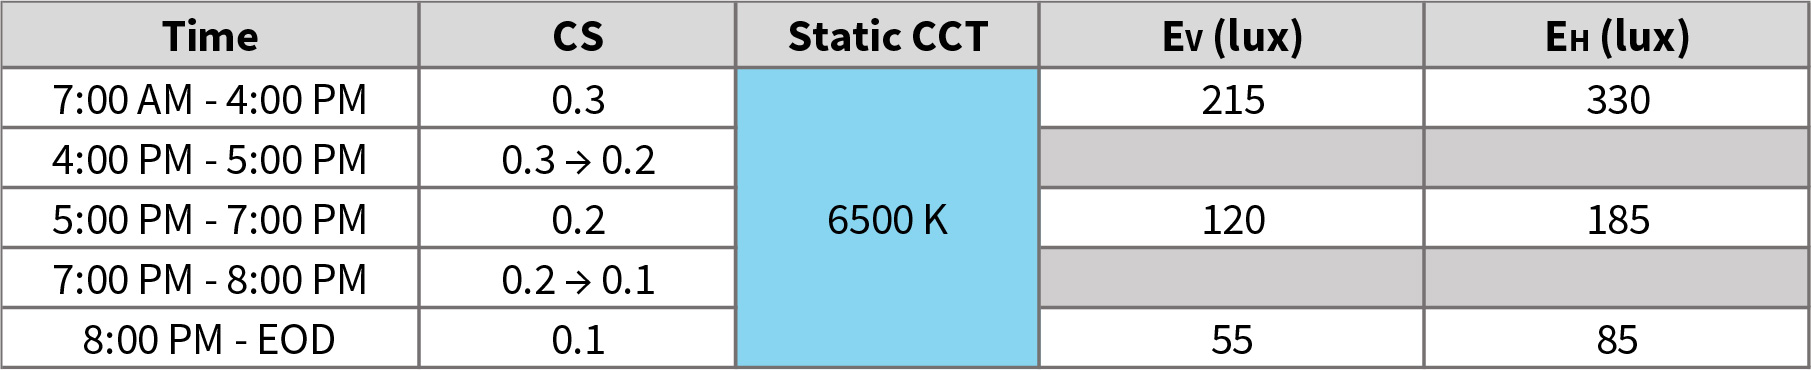 Time CS Static CCT EV (lux) EH (lux)
7:00 AM - 4:00 PM 0.3 215 330
4:00 PM - 5:00 PM 0.3 → 0.2
5:00 PM - 7:00 PM 0.2 6500 K 120 185
7:00 PM - 8:00 PM 0.2 → 0.1
8:00 PM - EOD 0.1 55 85